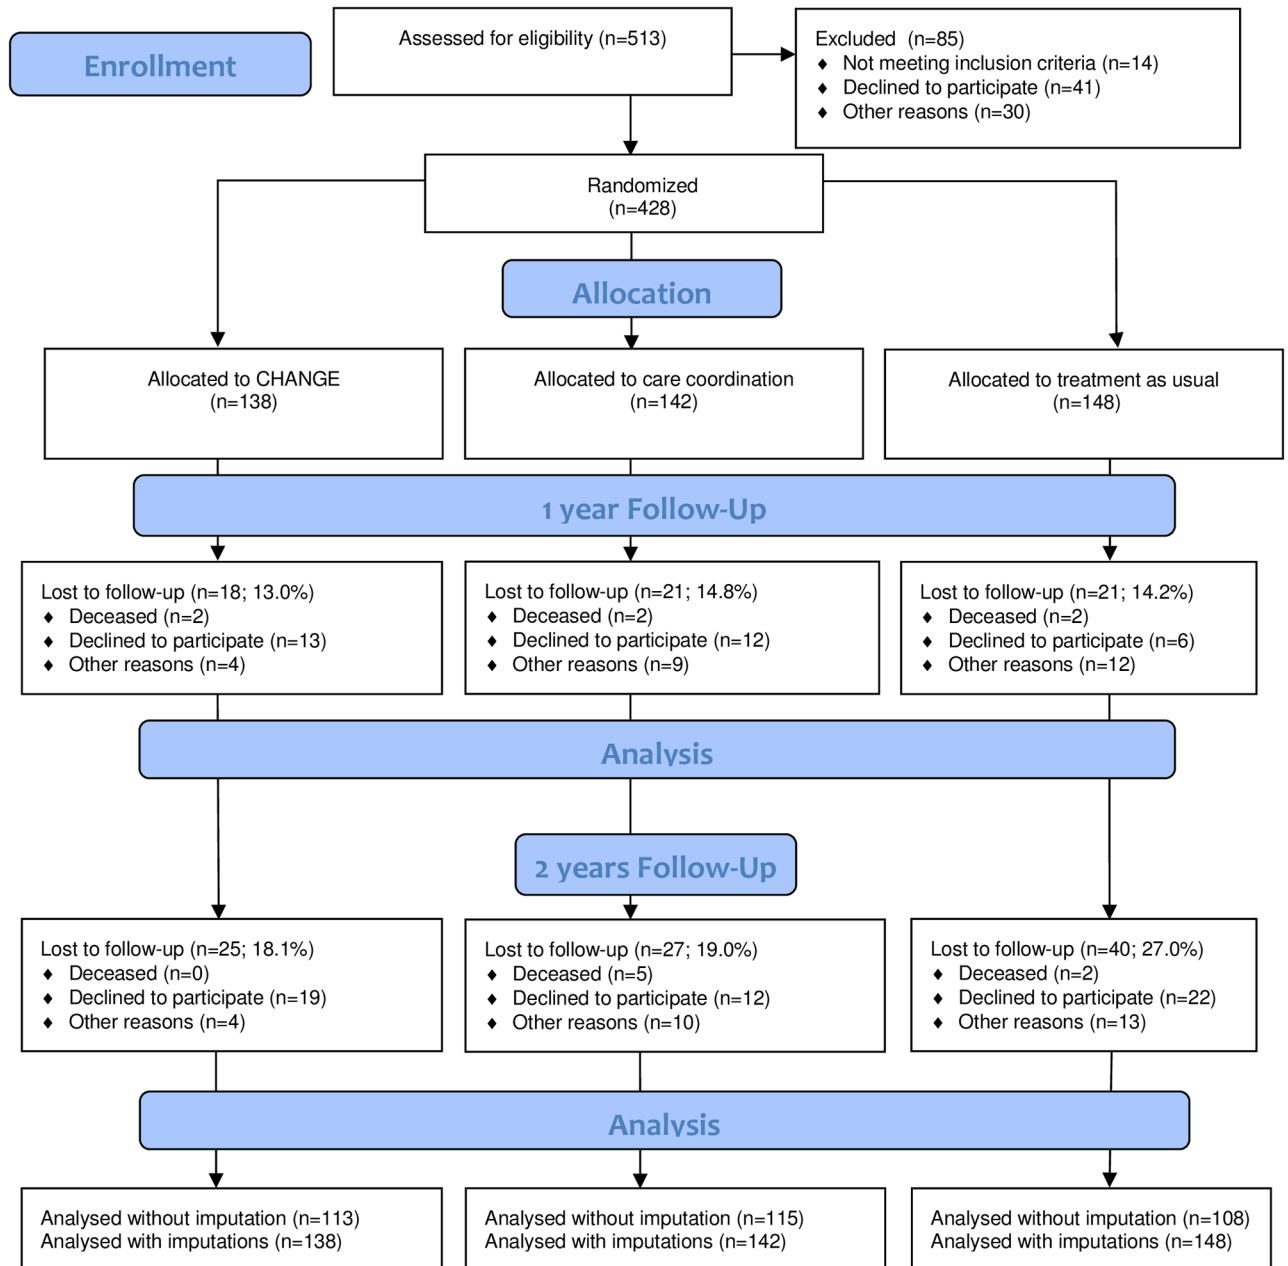 Enrollment
Assessed for eligibility (n=513)
Excluded (n=85)
♦ Not meeting inclusion criteria (n=14)
♦ Declined to participate (n=41)
♦ Other reasons (n=30)
Randomized
(n=428)
Allocation
Allocated to CHANGE
(n=138)
Allocated to care coordination
(n=142)
Allocated to treatment as usual
(n=148)
1 year Follow-Up
Lost to follow-up (n=18; 13.0%)
♦ Deceased (n=2)
♦ Declined to participate (n=13)
♦ Other reasons (n=4)
Lost to follow-up (n=21; 14.8%)
♦ Deceased (n=2)
♦ Declined to participate (n=12)
♦ Other reasons (n=9)
Lost to follow-up (n=21; 14.2%)
♦ Deceased (n=2)
♦ Declined to participate (n=6)
♦ Other reasons (n=12)
Analysis
2 years Follow-Up
Lost to follow-up (n=25; 18.1%)
♦ Deceased (n=0)
♦ Declined to participate (n=19)
♦ Other reasons (n=4)
Lost to follow-up (n=27; 19.0%)
♦ Deceased (n=5)
♦ Declined to participate (n=12)
♦ Other reasons (n=10)
Lost to follow-up (n=40; 27.0%)
♦ Deceased (n=2)
♦ Declined to participate (n=22)
♦ Other reasons (n=13)
Analysis
Analysed without imputation (n=113)
Analysed with imputations (n=138)
Analysed without imputation (n=115)
Analysed with imputations (n=142)
Analysed without imputation (n=108)
Analysed with imputations (n=148)